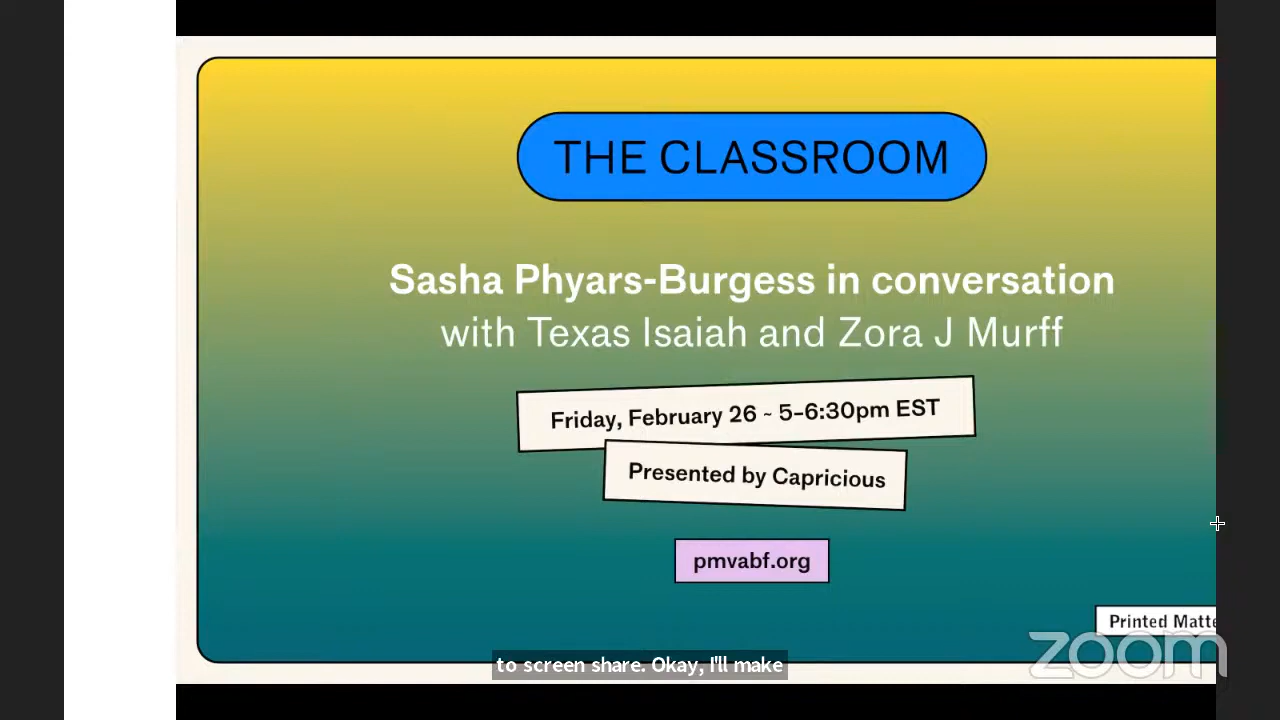 THE CLASSROOM
Sasha Phyars-Burgess in conversation
with Texas Isaiah and Zora J Murff
Friday, February 26 ~ 5–6:30pm EST
Presented by Capricious
pmvabf.org
Printed Matte
zoom
to screen share. Okay, I'll make